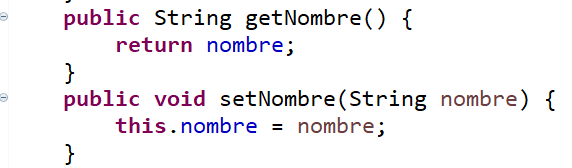 public String getNombre() {
return nombre;
}
public void setNombre(String nombre) {
this.nombre = nombre;
}